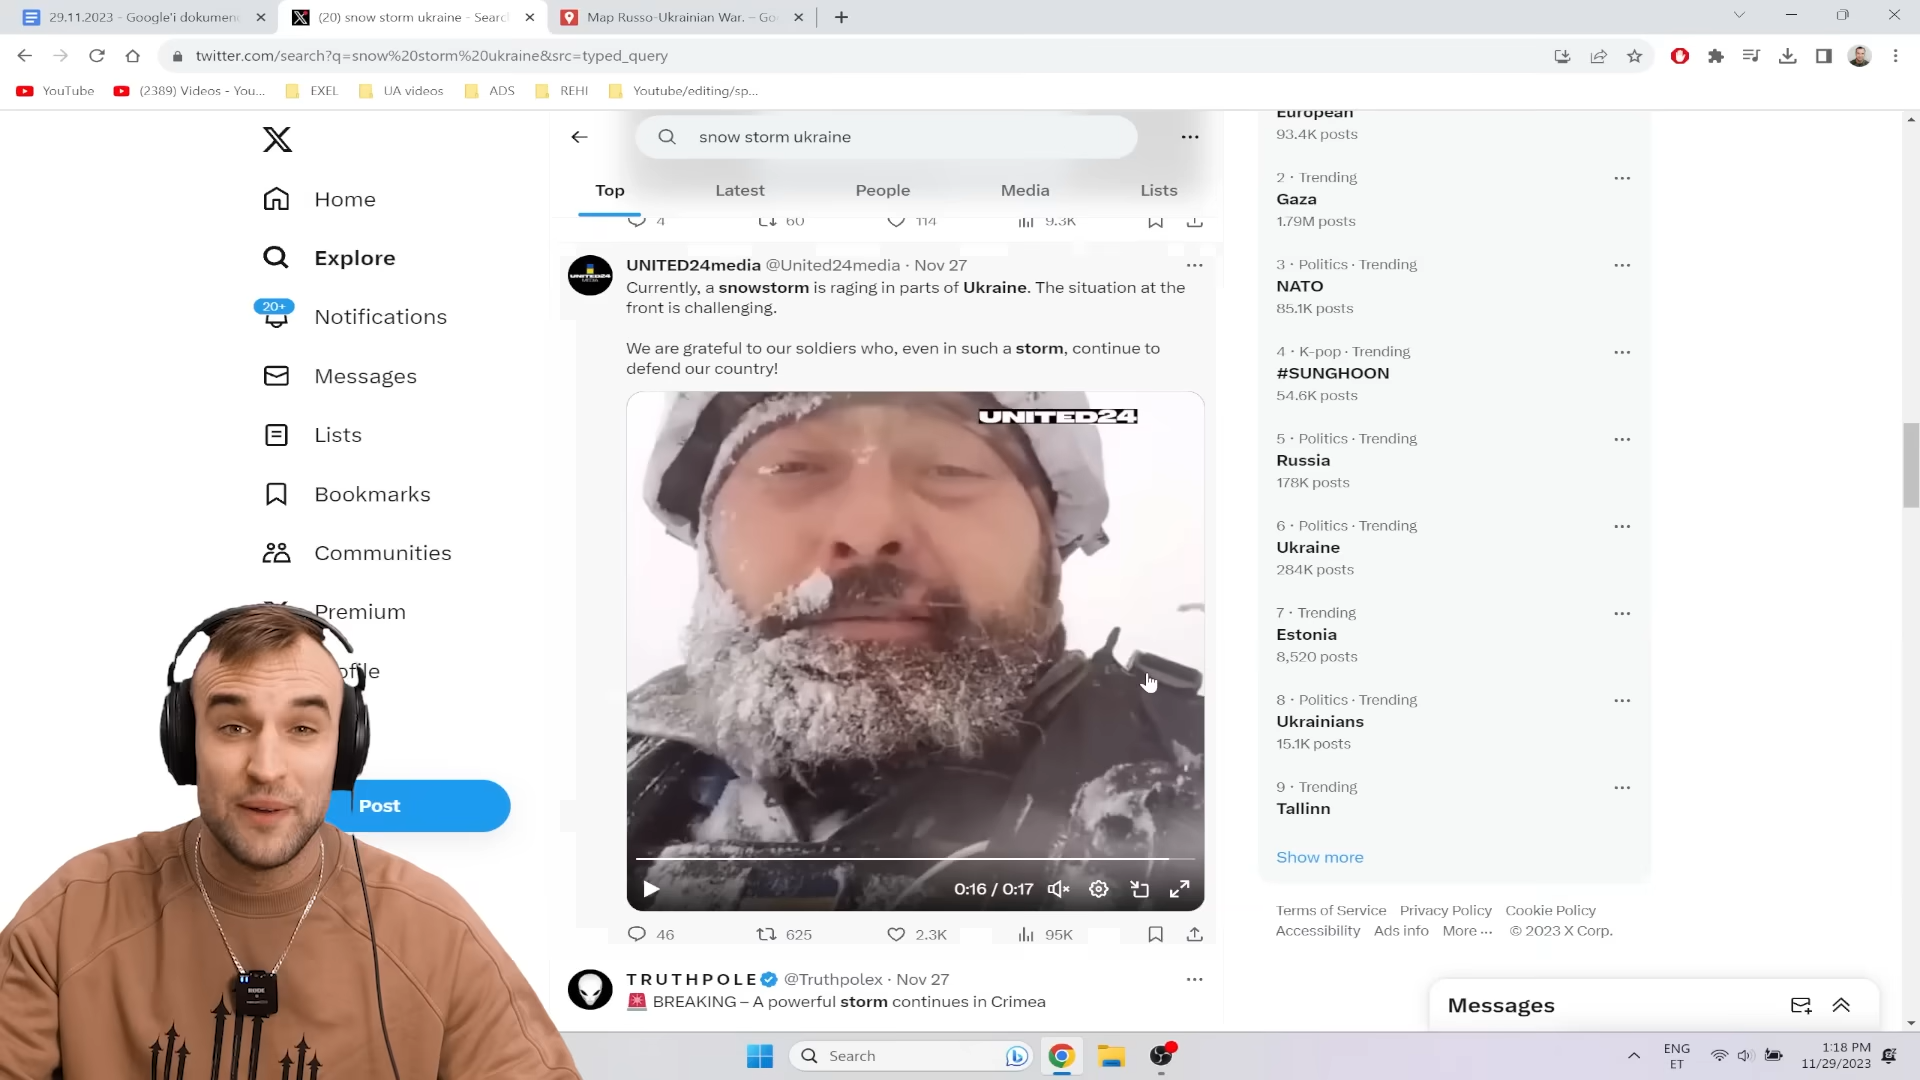 29.11.2023 - Google'i dokumen
(20) snow storm ukraine - Searc
Map Russo-Ukrainian War. – Go
twitter.com/search?q=snow%20storm%20ukraine&src=typed_query
YouTube
(2389) Videos - You...
EXEL
UA videos
ADS
REHI
Youtube/editing/sp...
snow storm ukraine
Top
Latest
People
Media
Lists
4
60
114
9.3K
Home
Explore
20+
Notifications
Messages
Lists
Bookmarks
Communities
Premium
ofile
Post
UNITED24media @United24media · Nov 27
Currently, a snowstorm is raging in parts of Ukraine. The situation at the
front is challenging.
We are grateful to our soldiers who, even in such a storm, continue to
defend our country!
UNITED24
0:16 / 0:17
46
625
2.3K
95K
TRUTHPOLE @Truthpolex · Nov 27
BREAKING – A powerful storm continues in Crimea
European
93.4K posts
2 · Trending
Gaza
1.79M posts
3 · Politics · Trending
NATO
85.1K posts
4 · K-pop · Trending
#SUNGHOON
54.6K posts
5 · Politics · Trending
Russia
178K posts
6 · Politics · Trending
Ukraine
284K posts
7 · Trending
Estonia
8,520 posts
8 · Politics · Trending
Ukrainians
15.1K posts
9 · Trending
Tallinn
Show more
Terms of Service Privacy Policy Cookie Policy
Accessibility Ads info More ··· © 2023 X Corp.
Messages
RODE
Search
ENG
ET
1:18 PM
11/29/2023